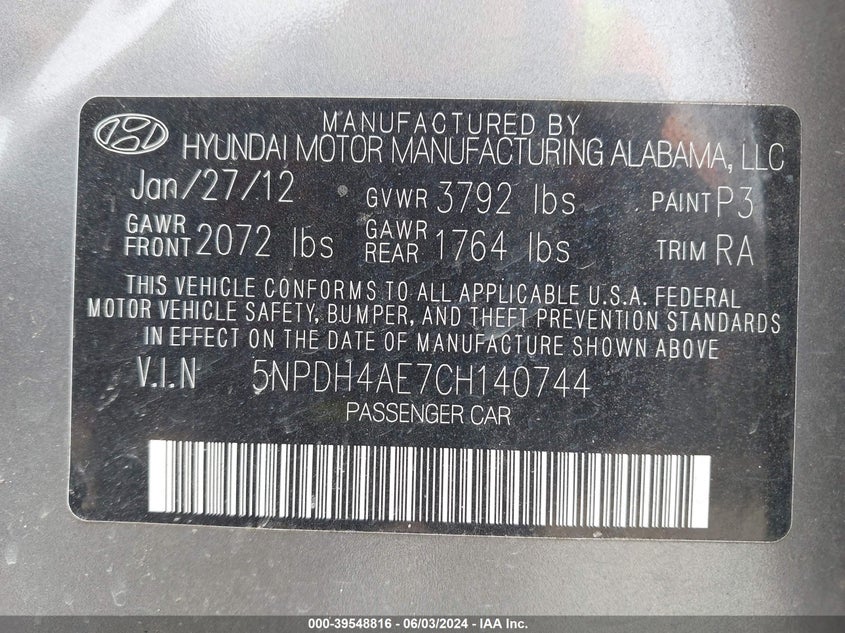 MANUFACTURED BY
HYUNDAI MOTOR MANUFACTURING ALABAMA, LLC
Jan/27/12 GVWR 3792 lbs PAINT P3
GAWR FRONT 2072 lbs GAWR REAR 1764 lbs TRIM RA
THIS VEHICLE CONFORMS TO ALL APPLICABLE U.S.A. FEDERAL
MOTOR VEHICLE SAFETY, BUMPER, AND THEFT PREVENTION STANDARDS
IN EFFECT ON THE DATE OF MANUFACTURE SHOWN ABOVE
V.I.N 5NPDH4AE7CH140744
PASSENGER CAR
000-39548816 - 06/03/2024 - IAA Inc.